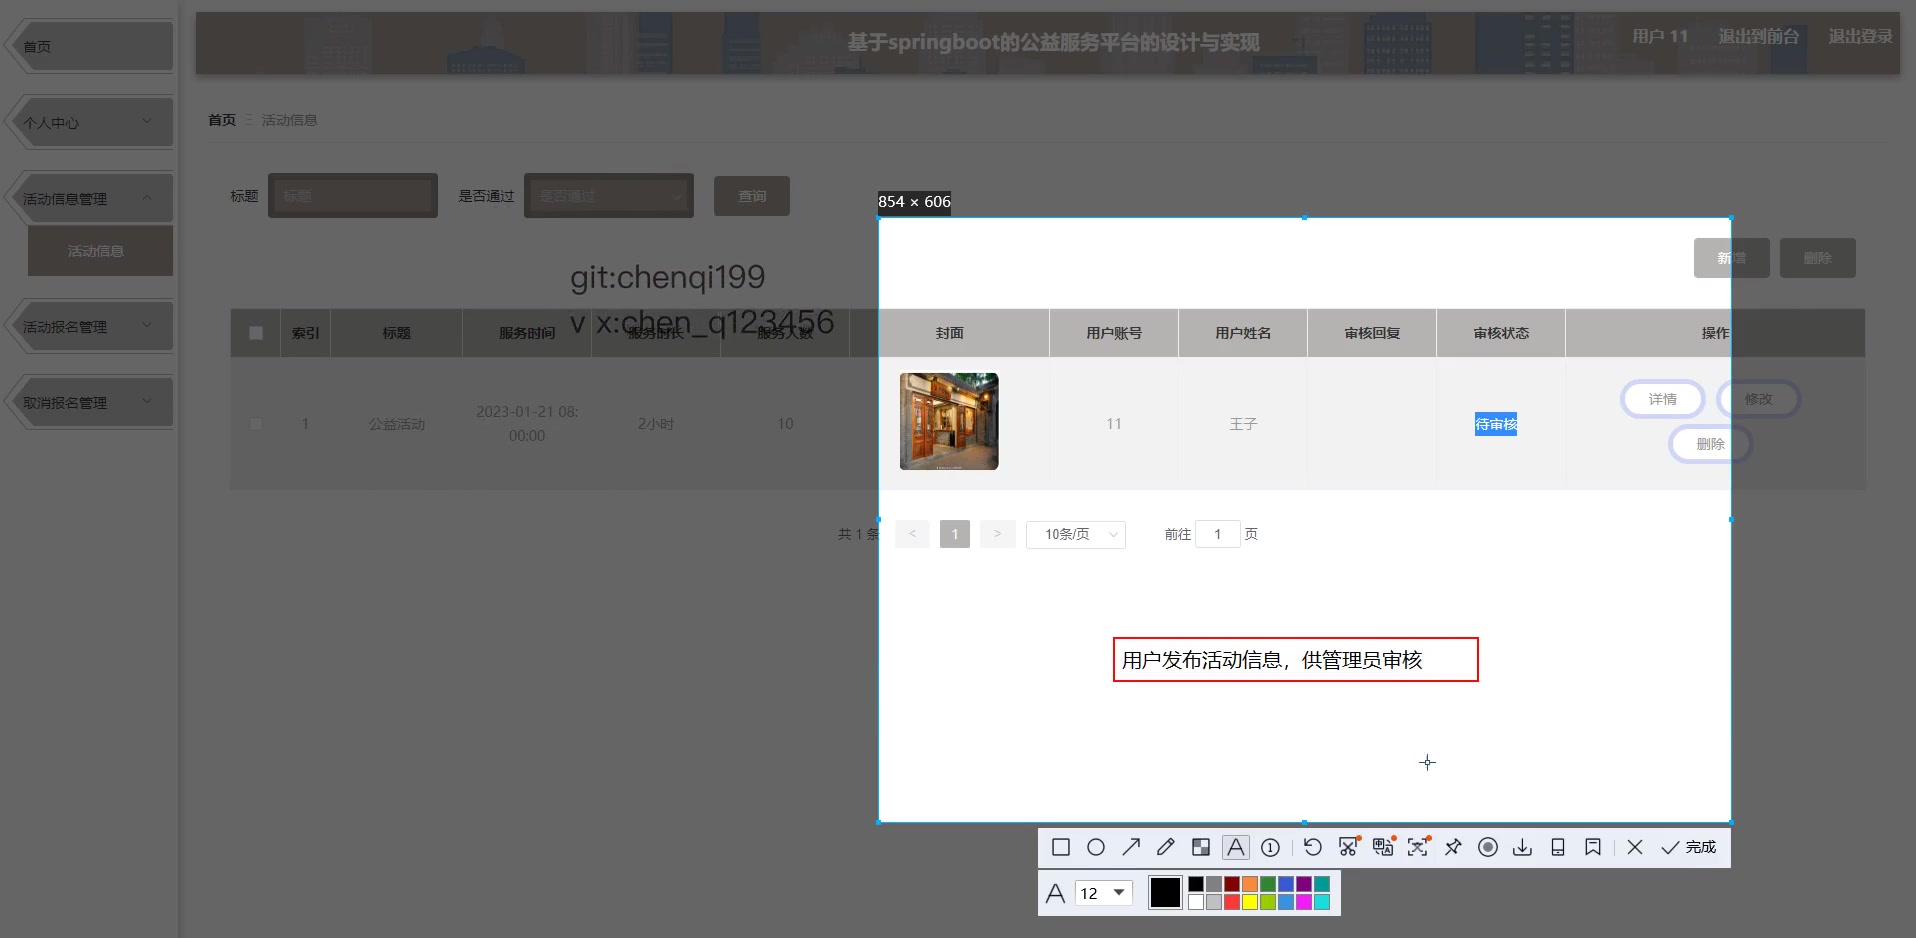 首页
基于springboot的公益服务平台的设计与实现
用户 11
退出到前台
退出登录
个人中心
首页
活动信息
活动信息管理
标题
标题
是否通过
是否通过
查询
854 × 606
活动信息
新增
删除
git:chenqi199
v x:chen_q123456
活动报名管理
索引
标题
服务时间
服务时长
服务人数
封面
用户账号
用户姓名
审核回复
审核状态
操作
取消报名管理
1
公益活动
2023-01-21 08:
00:00
2小时
10
11
王子
待审核
详情
修改
删除
共 1 条
<
1
>
10条/页
前往
1
页
用户发布活动信息，供管理员审核
完成
12